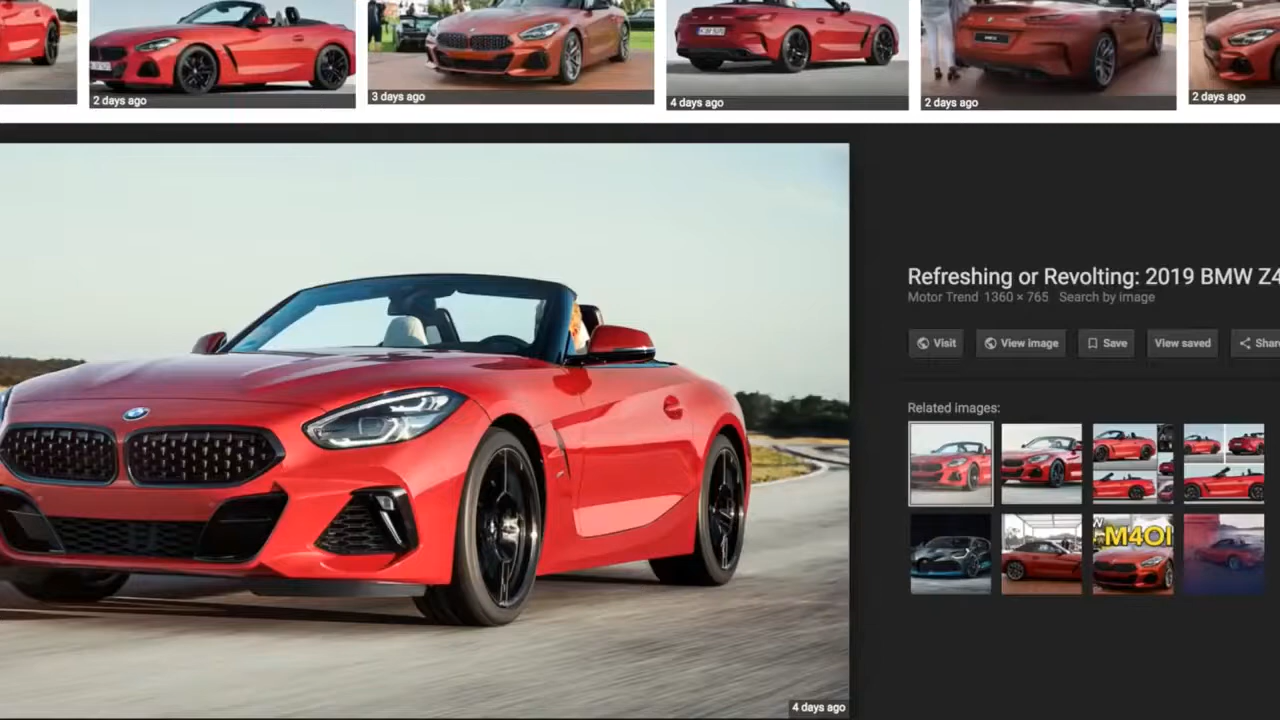 2 days ago
3 days ago
4 days ago
2 days ago
2 days ago
Refreshing or Revolting: 2019 BMW Z4
Motor Trend 1360 × 765 Search by image
Visit
View image
Save
View saved
Shar
Related images:
M40I
4 days ago